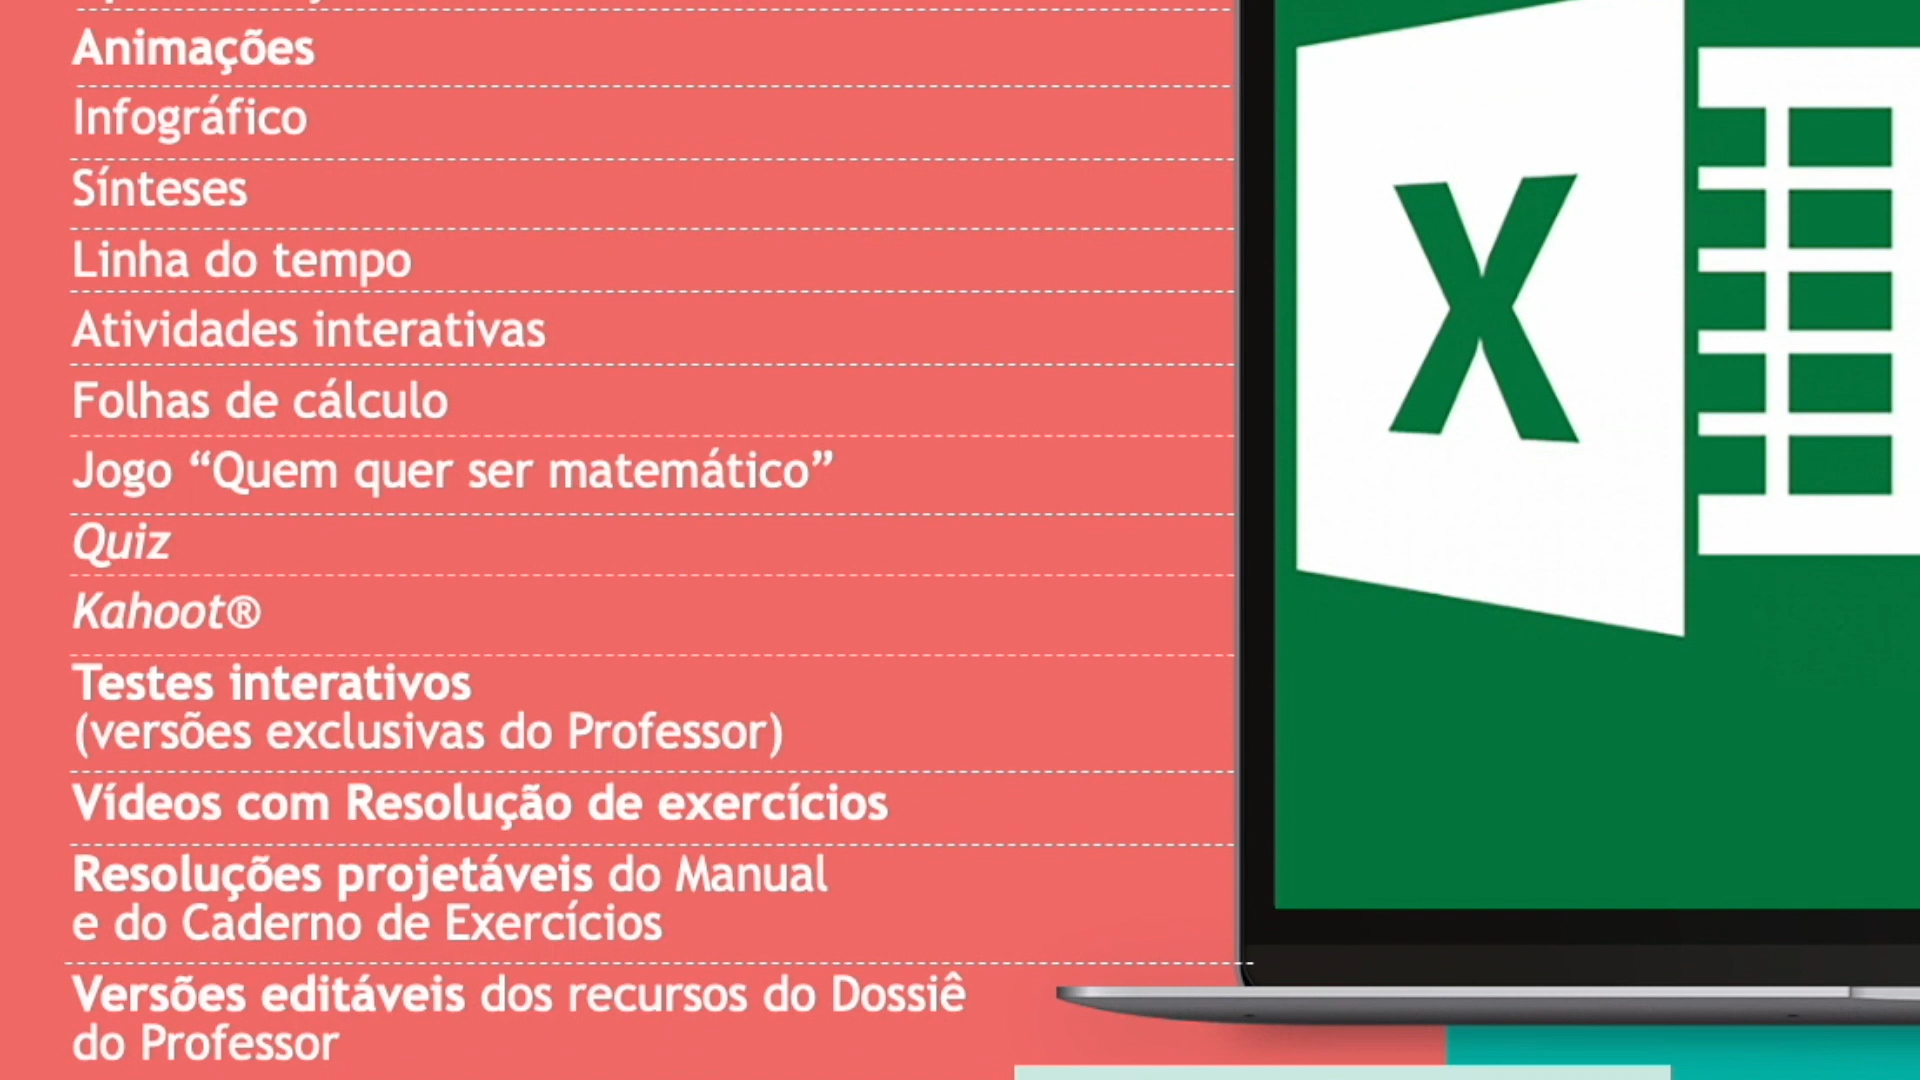 Animações
Infográfico
Sínteses
Linha do tempo
Atividades interativas
Folhas de cálculo
Jogo “Quem quer ser matemático”
Quiz
Kahoot®
Testes interativos
(versões exclusivas do Professor)
Vídeos com Resolução de exercícios
Resoluções projetáveis do Manual
e do Caderno de Exercícios
Versões editáveis dos recursos do Dossiê
do Professor
X